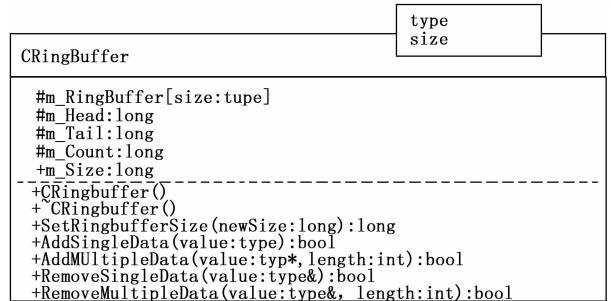 type
size
CRingBuffer
#m_RingBuffer[size:tupe]
#m_Head:long
#m_Tail:long
#m_Count:long
+m_Size:long
+CRingbuffer()
+~CRingbuffer()
+SetRingbufferSize(newSize:long):long
+AddSingleData(value:type):bool
+AddMUltipleData(value:typ*,length:int):bool
+RemoveSingleData(value:type&):bool
+RemoveMultipleData(value:type&, length:int):bool